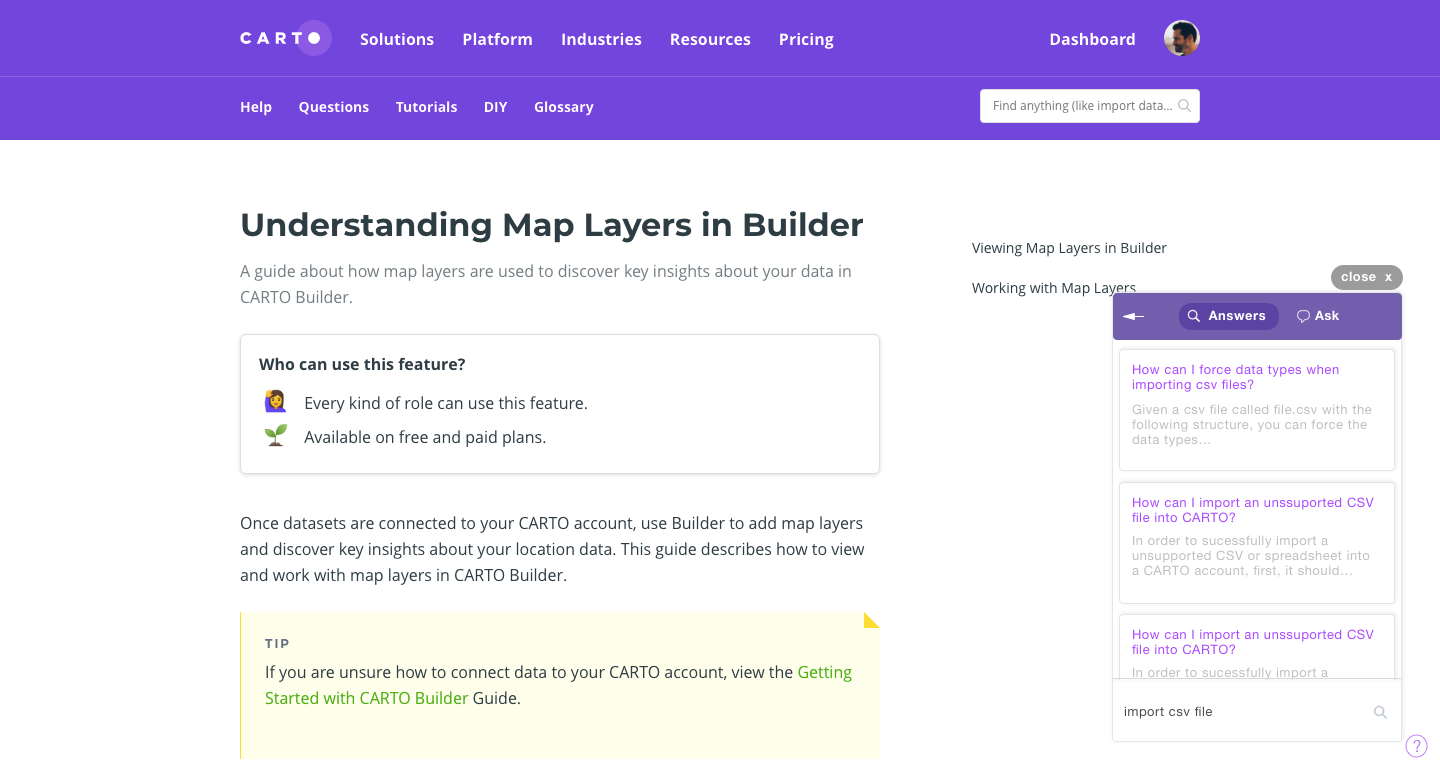 CARTO
Solutions
Platform
Industries
Resources
Pricing
Dashboard
Help
Questions
Tutorials
DIY
Glossary
Find anything (like import data...
Understanding Map Layers in Builder
A guide about how map layers are used to discover key insights about your data in
CARTO Builder.
Who can use this feature?
Every kind of role can use this feature.
Available on free and paid plans.
Once datasets are connected to your CARTO account, use Builder to add map layers
and discover key insights about your location data. This guide describes how to view
and work with map layers in CARTO Builder.
TIP
If you are unsure how to connect data to your CARTO account, view the Getting
Started with CARTO Builder Guide.
Viewing Map Layers in Builder
Working with Map Layers
close x
Answers
Ask
How can I force data types when
importing csv files?
Given a csv file called file.csv with the
following structure, you can force the
data types...
How can I import an unssuported CSV
file into CARTO?
In order to sucessfully import a
unsupported CSV or spreadsheet into
a CARTO account, first, it should...
How can I import an unssuported CSV
file into CARTO?
In order to sucessfully import a
import csv file
?